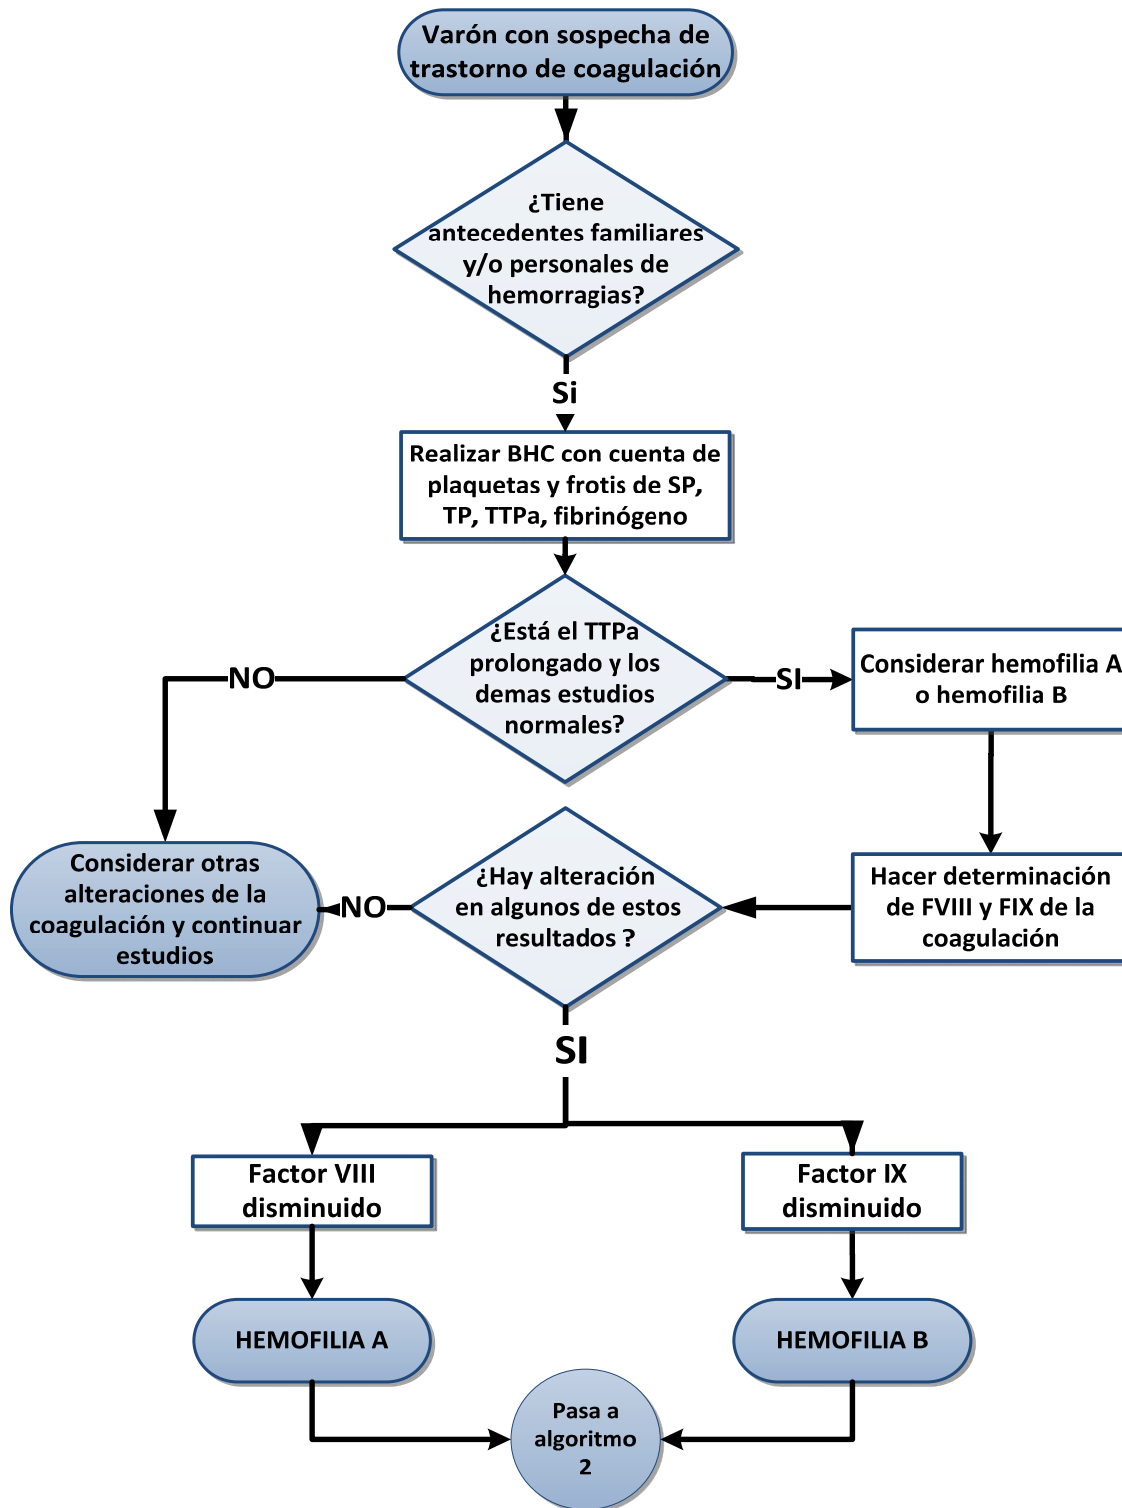 Varón con sospecha de
trastorno de coagulación
¿Tiene
antecedentes familiares
y/o personales de
hemorragias?
Si
Realizar BHC con cuenta de
plaquetas y frotis de SP,
TP, TTPa, fibrinógeno
¿Está el TTPa
prolongado y los
demas estudios
normales?
NO
SI
Considerar hemofilia A
o hemofilia B
Considerar otras
alteraciones de la
coagulación y continuar
estudios
NO
¿Hay alteración
en algunos de estos
resultados ?
Hacer determinación
de FVIII y FIX de la
coagulación
SI
Factor VIII
disminuido
Factor IX
disminuido
HEMOFILIA A
HEMOFILIA B
Pasa a
algoritmo
2